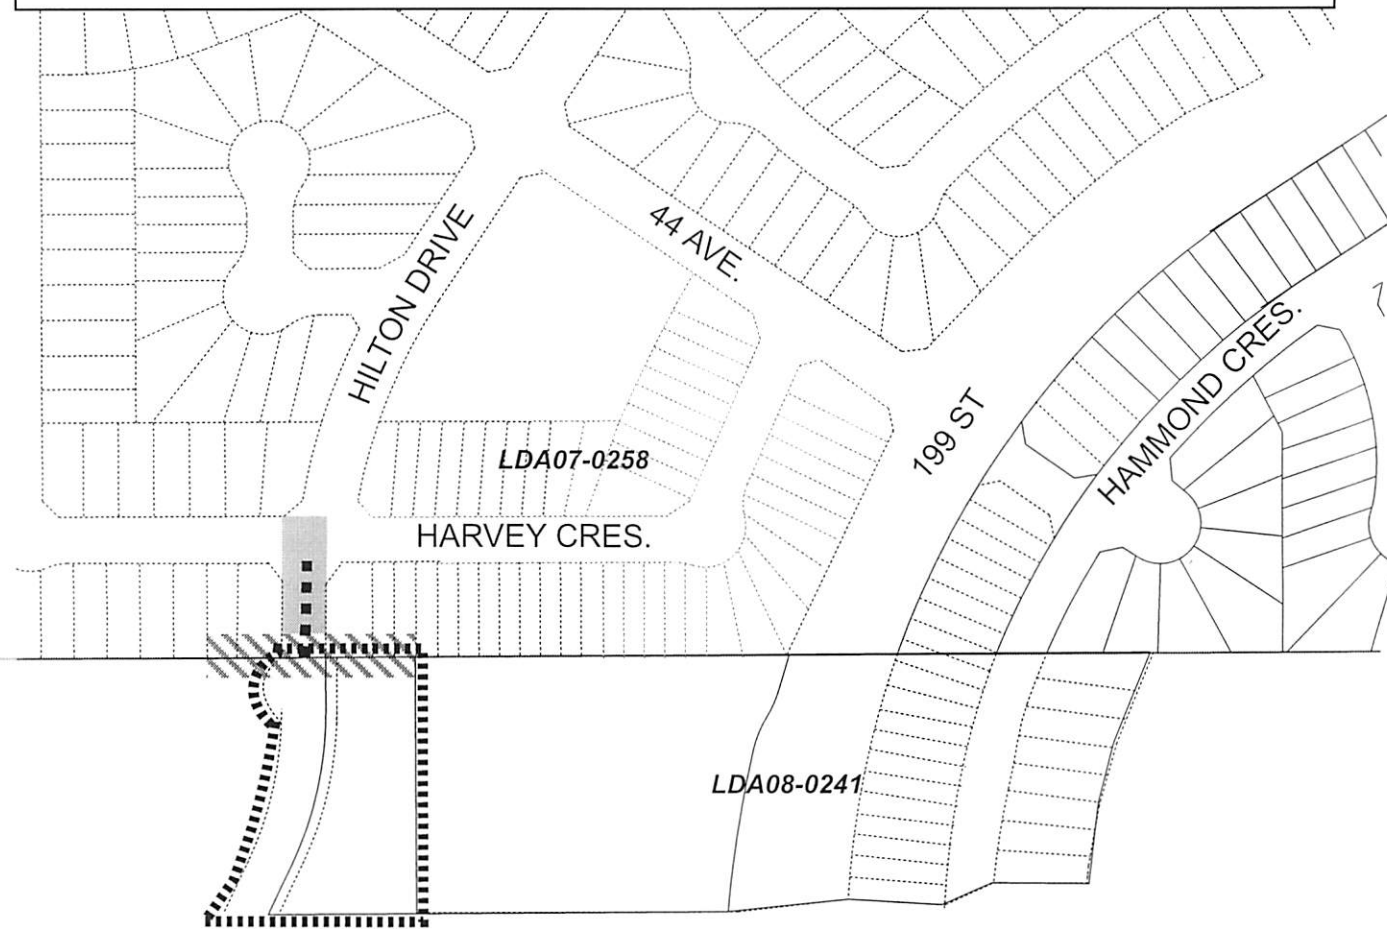 44 AVE.
HILTON DRIVE
HAMMOND CRES.
199 ST
LDA07-0258
HARVEY CRES.
LDA08-0241